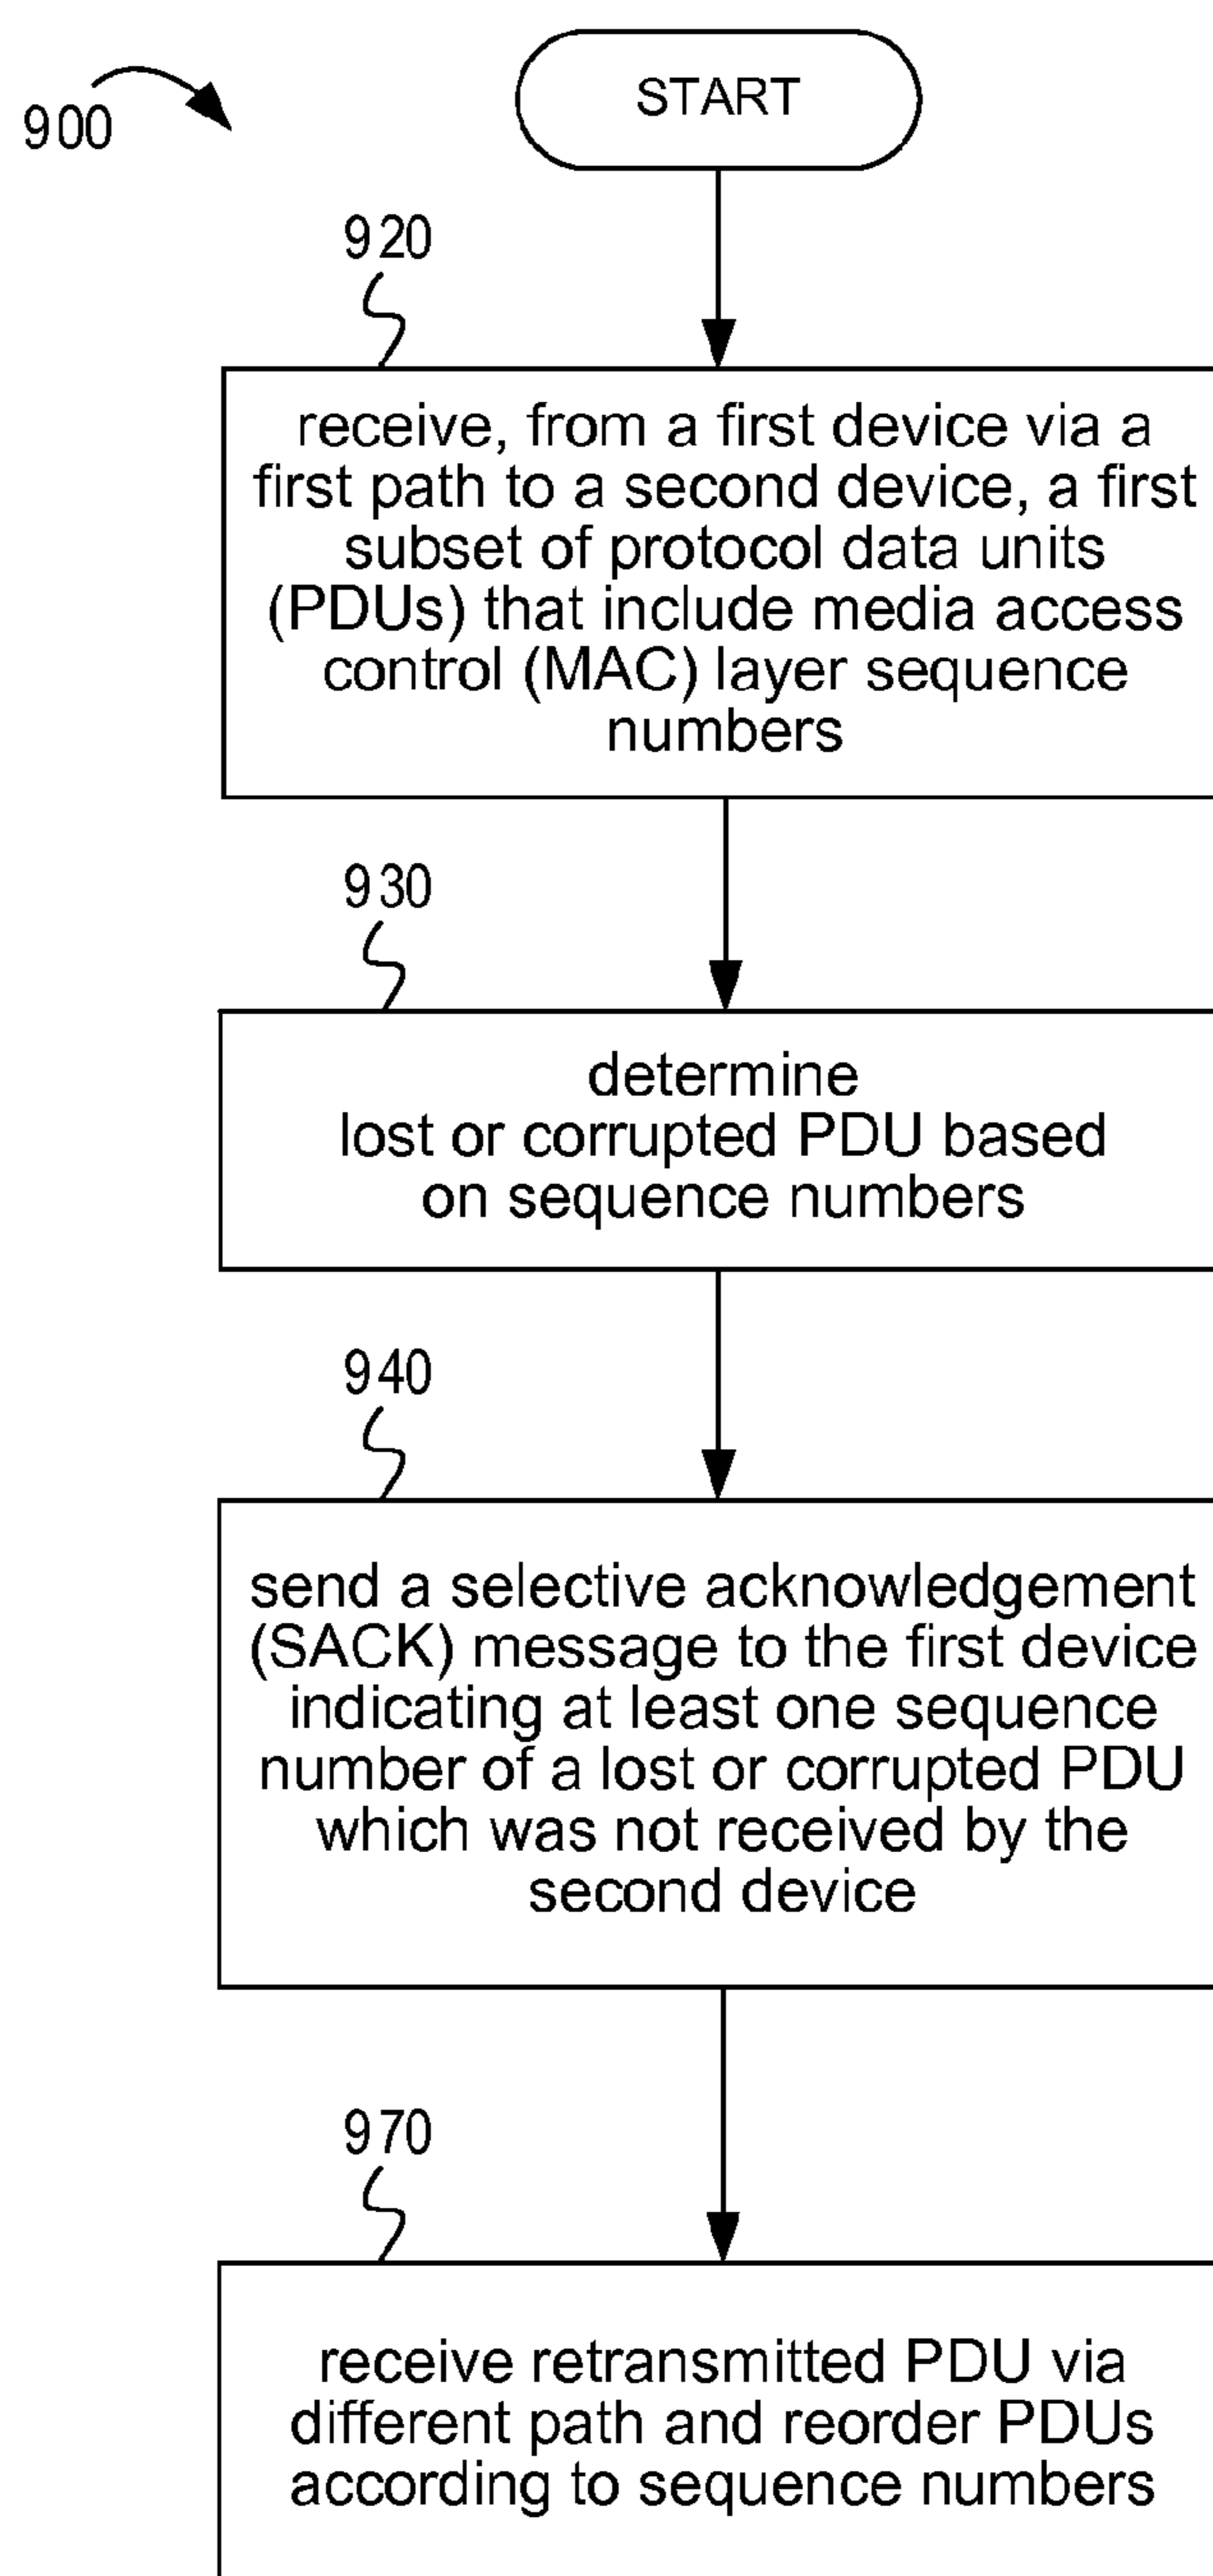 START
900
920
receive, from a first device via a
first path to a second device, a first
subset of protocol data units
(PDUs) that include media access
control (MAC) layer sequence
numbers
930
determine
lost or corrupted PDU based
on sequence numbers
940
send a selective acknowledgement
(SACK) message to the first device
indicating at least one sequence
number of a lost or corrupted PDU
which was not received by the
second device
970
receive retransmitted PDU via
different path and reorder PDUs
according to sequence numbers